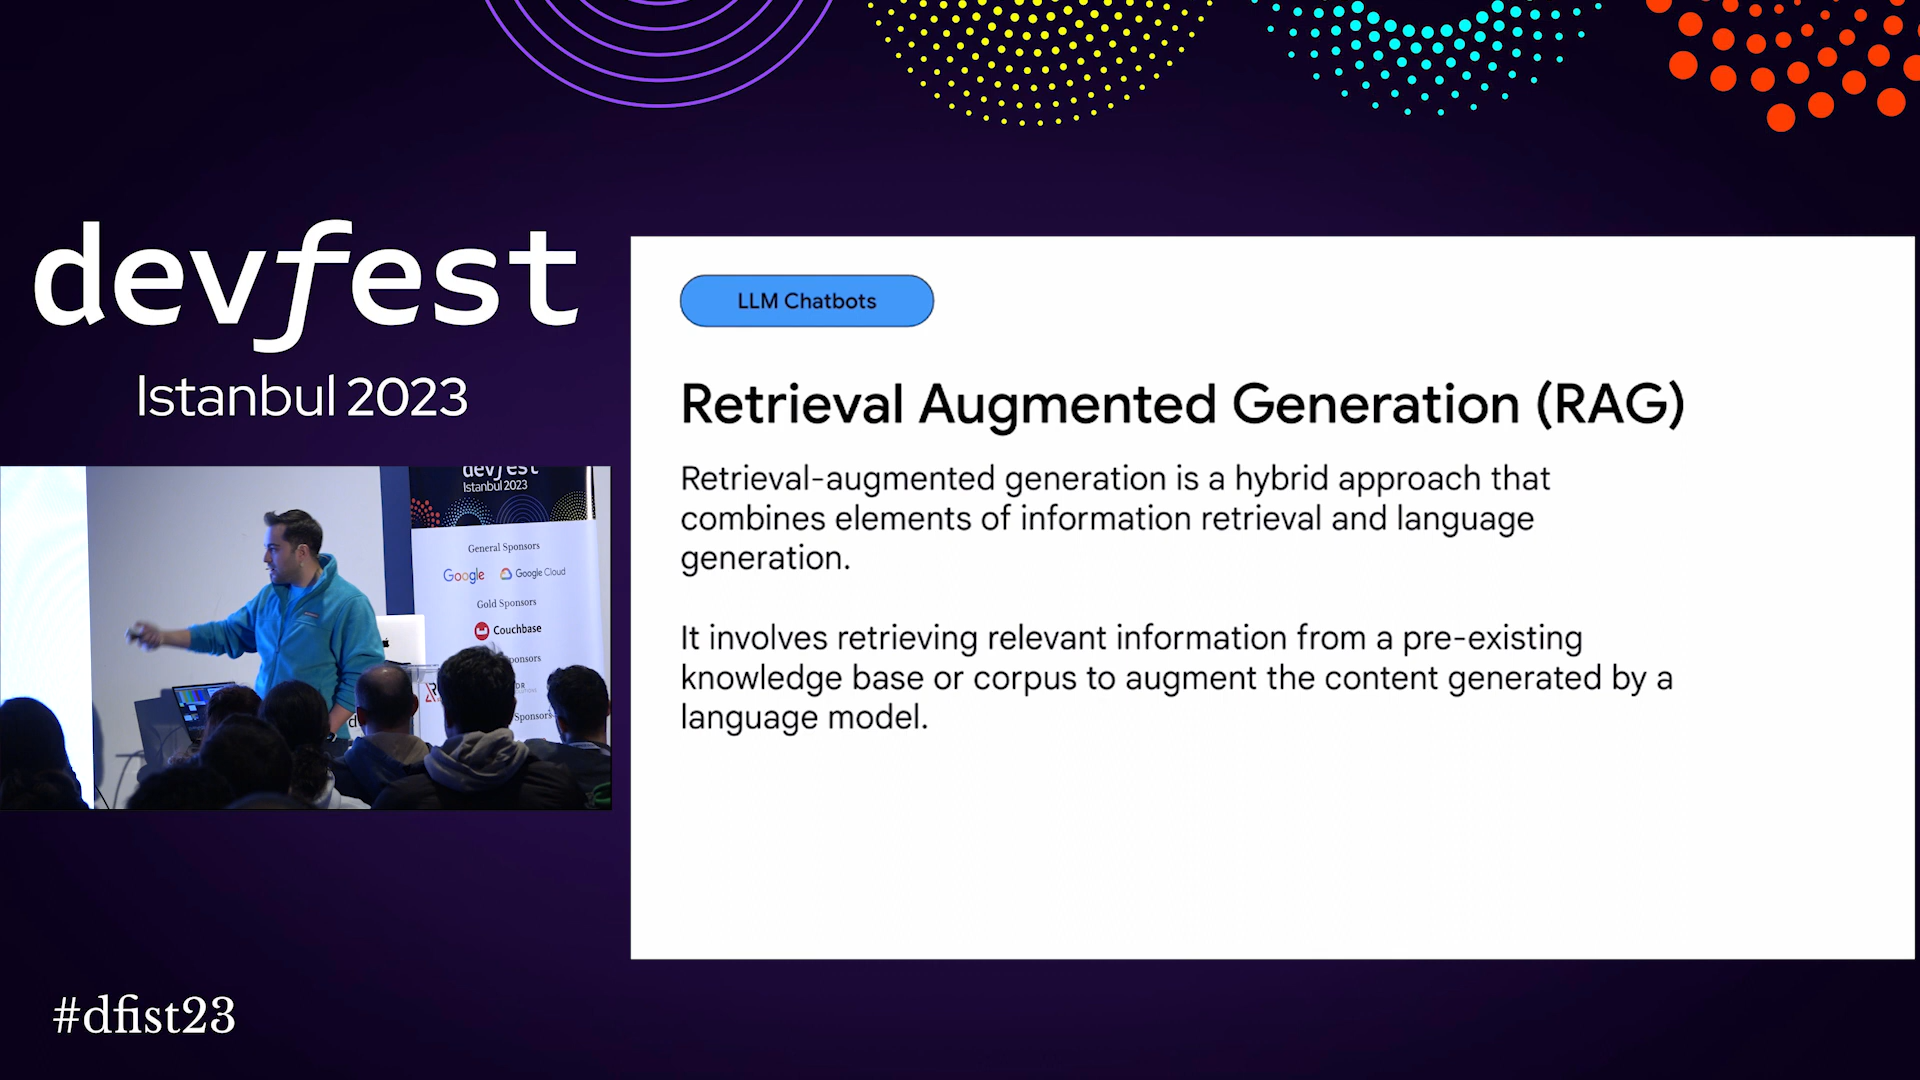 devfest
Istanbul 2023
devfest
Istanbul 2023
General Sponsors
Google
Google Cloud
Gold Sponsors
Couchbase
#dfist23
LLM Chatbots
Retrieval Augmented Generation (RAG)
Retrieval-augmented generation is a hybrid approach that
combines elements of information retrieval and language
generation.
It involves retrieving relevant information from a pre-existing
knowledge base or corpus to augment the content generated by a
language model.